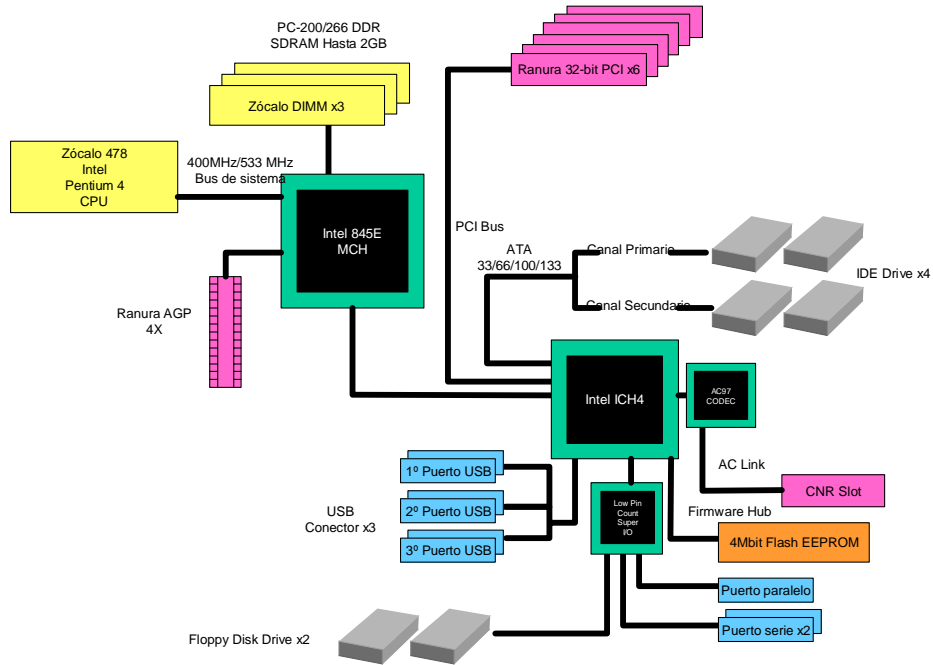 PC-200/266 DDR
SDRAM Hasta 2GB
Ranura 32-bit PCI x6
Zócalo DIMM x3
Zócalo 478
Intel
Pentium 4
CPU
400MHz/533 MHz
Bus de sistema
Intel 845E
MCH
PCI Bus
ATA
33/66/100/133
Canal Primario
Canal Secundario
IDE Drive x4
Ranura AGP
4X
Intel ICH4
AC97
CODEC
AC Link
CNR Slot
1º Puerto USB
2º Puerto USB
3º Puerto USB
USB
Conector x3
Low Pin
Count
Super
I/O
Firmware Hub
4Mbit Flash EEPROM
Puerto paralelo
Puerto serie x2
Floppy Disk Drive x2